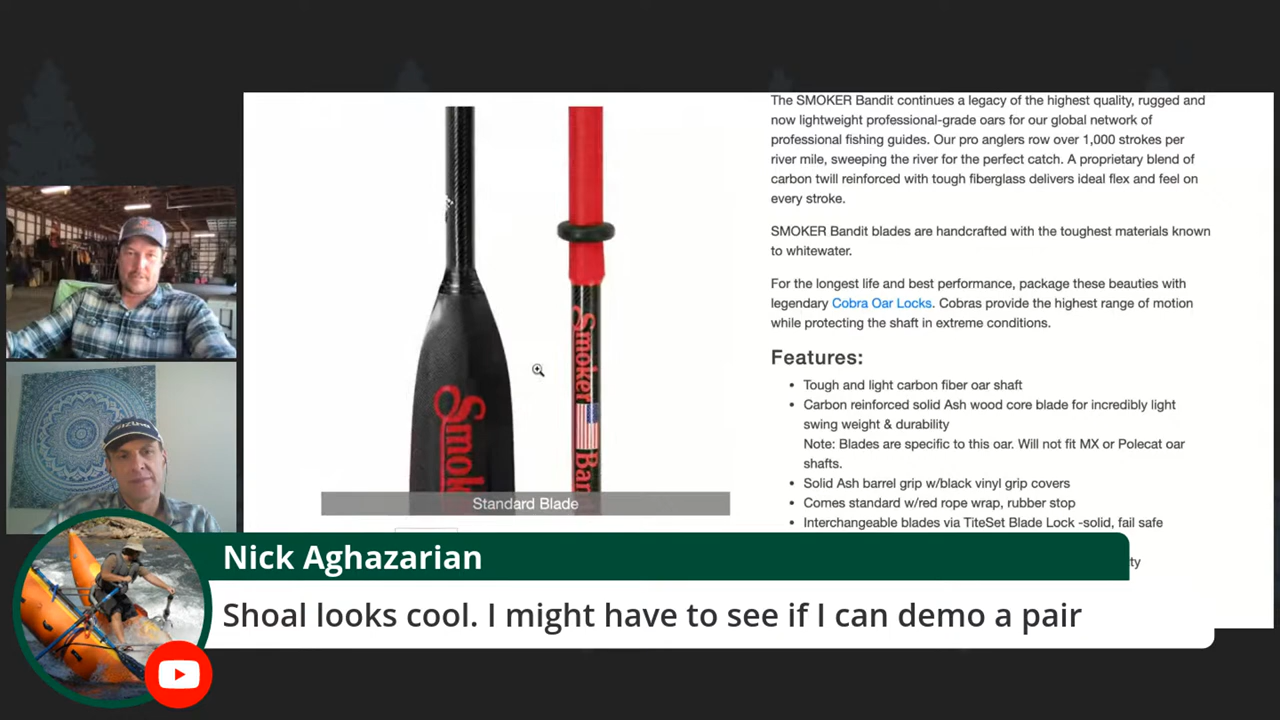 The SMOKER Bandit continues a legacy of the highest quality, rugged and
now lightweight professional-grade oars for our global network of
professional fishing guides. Our pro anglers row over 1,000 strokes per
river mile, sweeping the river for the perfect catch. A proprietary blend of
carbon twill reinforced with tough fiberglass delivers ideal flex and feel on
every stroke.
SMOKER Bandit blades are handcrafted with the toughest materials known
to whitewater.
For the longest life and best performance, package these beauties with
legendary Cobra Oar Locks. Cobras provide the highest range of motion
while protecting the shaft in extreme conditions.
Features:
• Tough and light carbon fiber oar shaft
• Carbon reinforced solid Ash wood core blade for incredibly light
swing weight & durability
Note: Blades are specific to this oar. Will not fit MX or Polecat oar
shafts.
• Solid Ash barrel grip w/black vinyl grip covers
• Comes standard w/red rope wrap, rubber stop
• Interchangeable blades via TiteSet Blade Lock -solid, fail safe
ty
Smok
Smoker
Ban
Standard Blade
Nick Aghazarian
Shoal looks cool. I might have to see if I can demo a pair